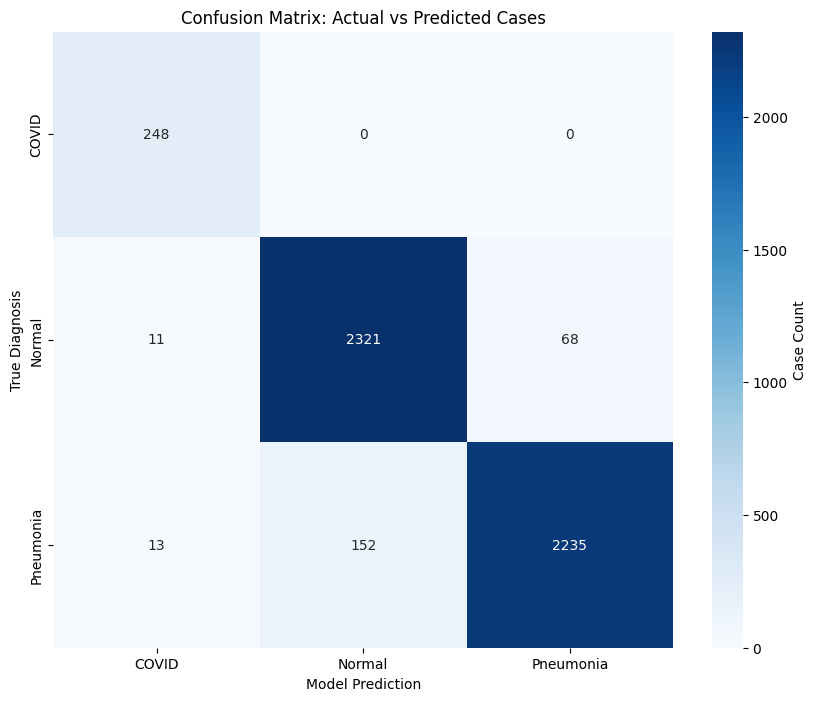 Confusion Matrix: Actual vs Predicted Cases
True Diagnosis
COVID
248 0 0
Normal
11 2321 68
Pneumonia
13 152 2235
COVID Normal Pneumonia
Model Prediction
2000
1500
1000
500
0
Case Count